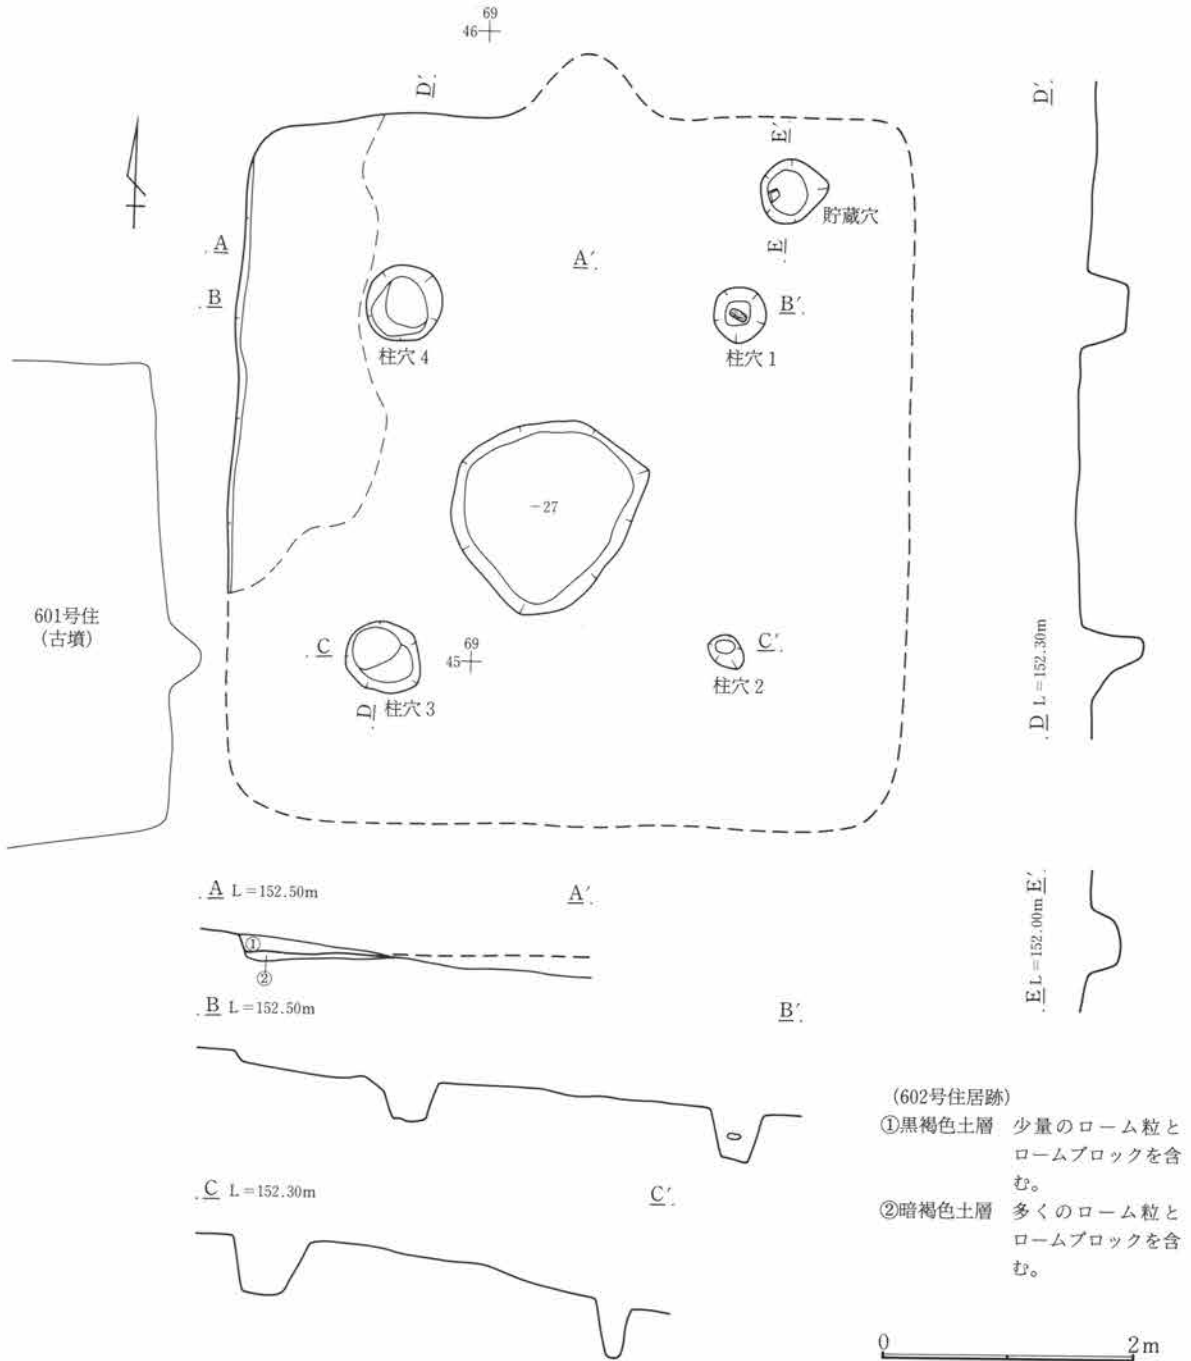 69
46
D′
D′
E′
貯蔵穴
E
A
A′
B
B′
柱穴4
柱穴1
-27
601号住
(古墳)
C
69
45
C′
柱穴2
D
柱穴3
D L=152.30m
A L=152.50m
A′
①
②
E L=152.00m E′
B L=152.50m
B′
C L=152.30m
C′
(602号住居跡)
①黒褐色土層 少量のローム粒と
ロームブロックを含
む。
②暗褐色土層 多くのローム粒と
ロームブロックを含
む。
0 2m